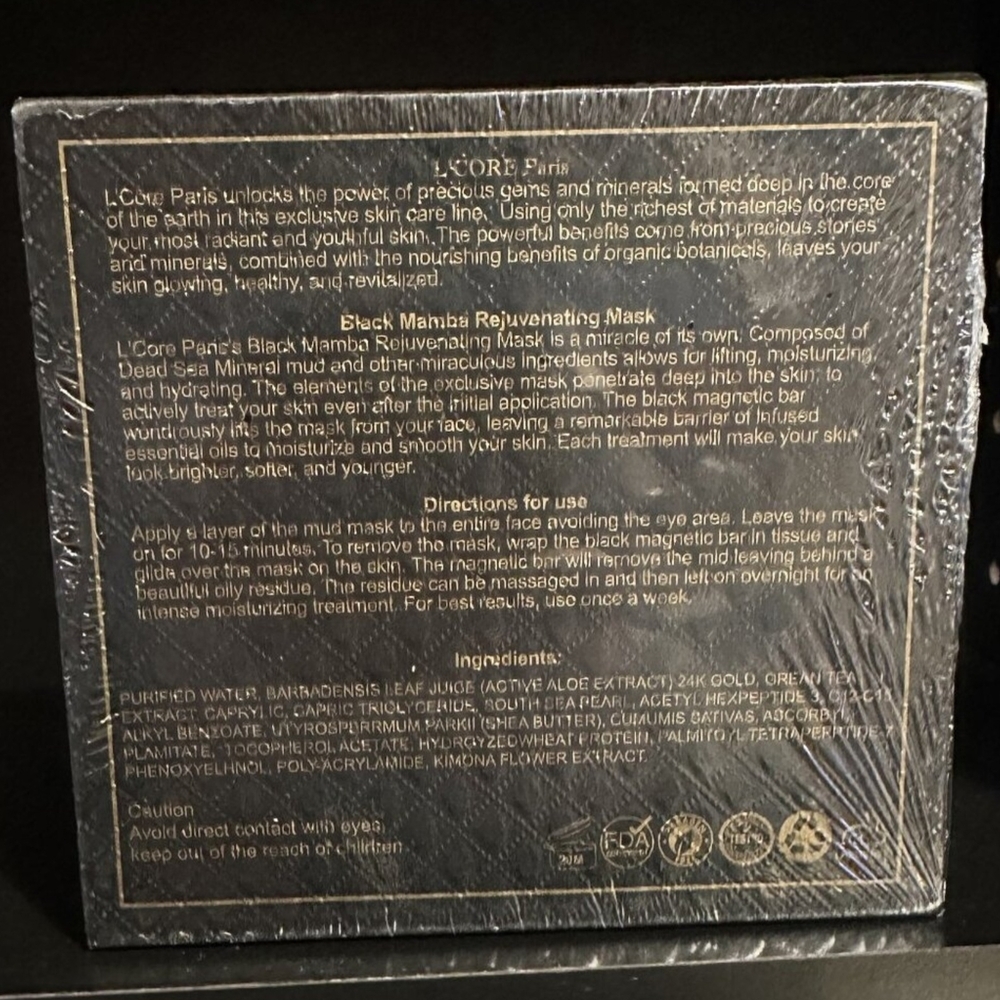 L'CORE Paris
L'Core Paris unlocks the power of precious gems and minerals formed deep in the core
of the earth in this exclusive skin care line. Using only the richest of materials to create
your most radiant and youthful skin. The powerful benefits come from precious stories
and minerals, combined with the nourishing benefits of organic botanicals, leaves your
skin glowing, healthy, and revitalized.
Black Mamba Rejuvenating Mask
L'Core Paris's Black Mamba Rejuvenating Mask is a miracle of its own. Composed of
Dead Sea Mineral mud and other miraculous ingredients allows for lifting, moisturizing
and hydrating. The elements of the exclusive mask penetrate deep into the skin, to
actively treat your skin even after the initial application. The black magnetic bar
wondrously lifts the mask from your face, leaving a remarkable barrier of infused
essential oils to moisturize and smooth your skin. Each treatment will make your skin
look brighter, softer, and younger.
Directions for use
Apply a layer of the mud mask to the entire face avoiding the eye area. Leave the mask
on for 10-15 minutes. To remove the mask, wrap the black magnetic bar in tissue and
glide over the mask on the skin. The magnetic bar will remove the mid leaving behind a
beautiful oily residue. The residue can be massaged in and then left on overnight for
intense moisturizing treatment. For best results, use once a week.
Ingredients:
PURIFIED WATER, BARBADENSIS LEAF JUICE (ACTIVE ALOE EXTRACT) 24K GOLD, GREAN TEA
EXTRACT, CAPRYLIC, CAPRIC TRIOLYCERIDE, SOUTH SEA PEARL, ACETYL HEXPEPTIDE 3, C12-C15
ALKYL BENZOATE, UTYROSPERRMUM PARKII (SHEA BUTTER), CUMUMIS SATIVAS, ASCORBYL
PLAMITATE, TOCOPHEROL ACETATE, HYDROYZEDWHEAT PROTEIN, PALMITOYL TETRAPERPTIDE-7
PHENOXYELHNOL, POLY-ACRYLAMIDE, KIMONA FLOWER EXTRACT.
Caution
Avoid direct contact with eyes
keep out of the reach of children
20M FDA